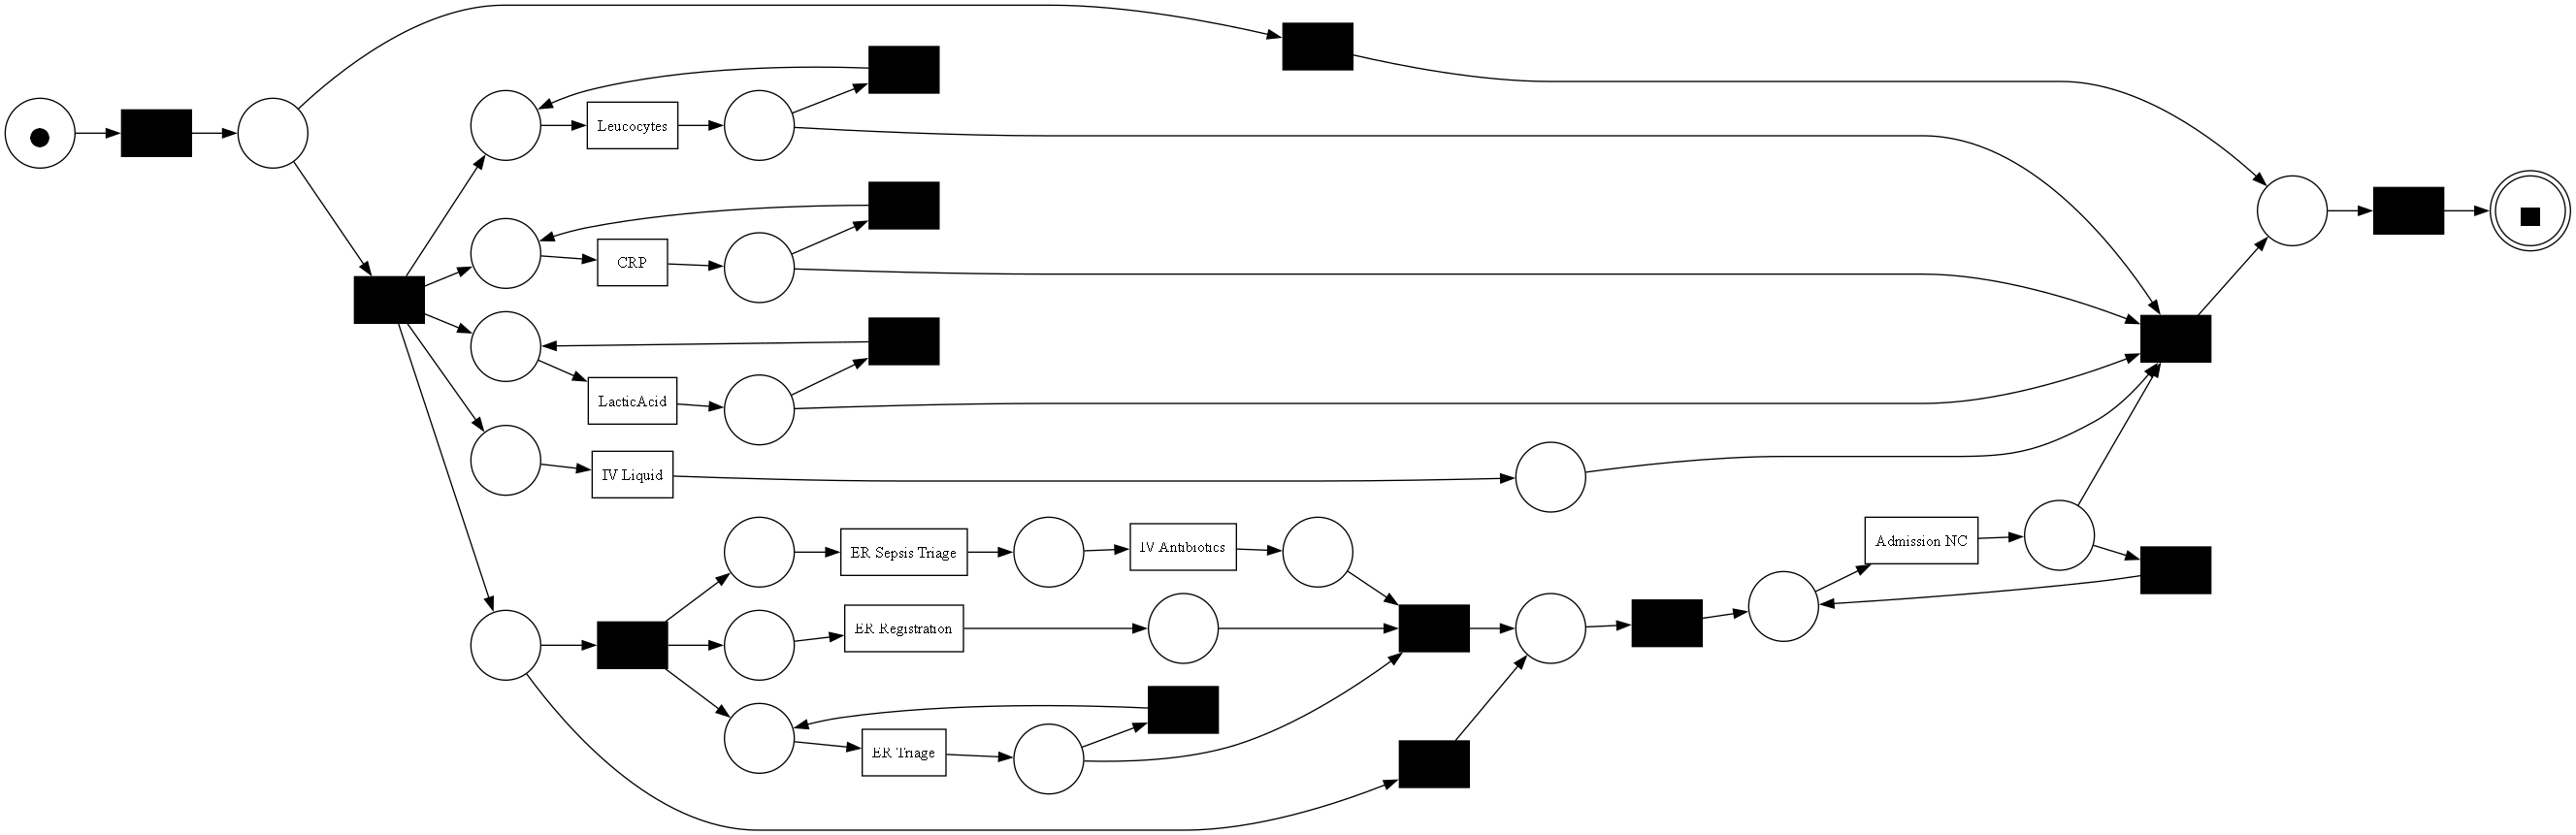 Leucocytes
CRP
LacticAcid
IV Liquid
ER Sepsis Triage
IV Antibiotics
Admission NC
ER Registration
ER Triage